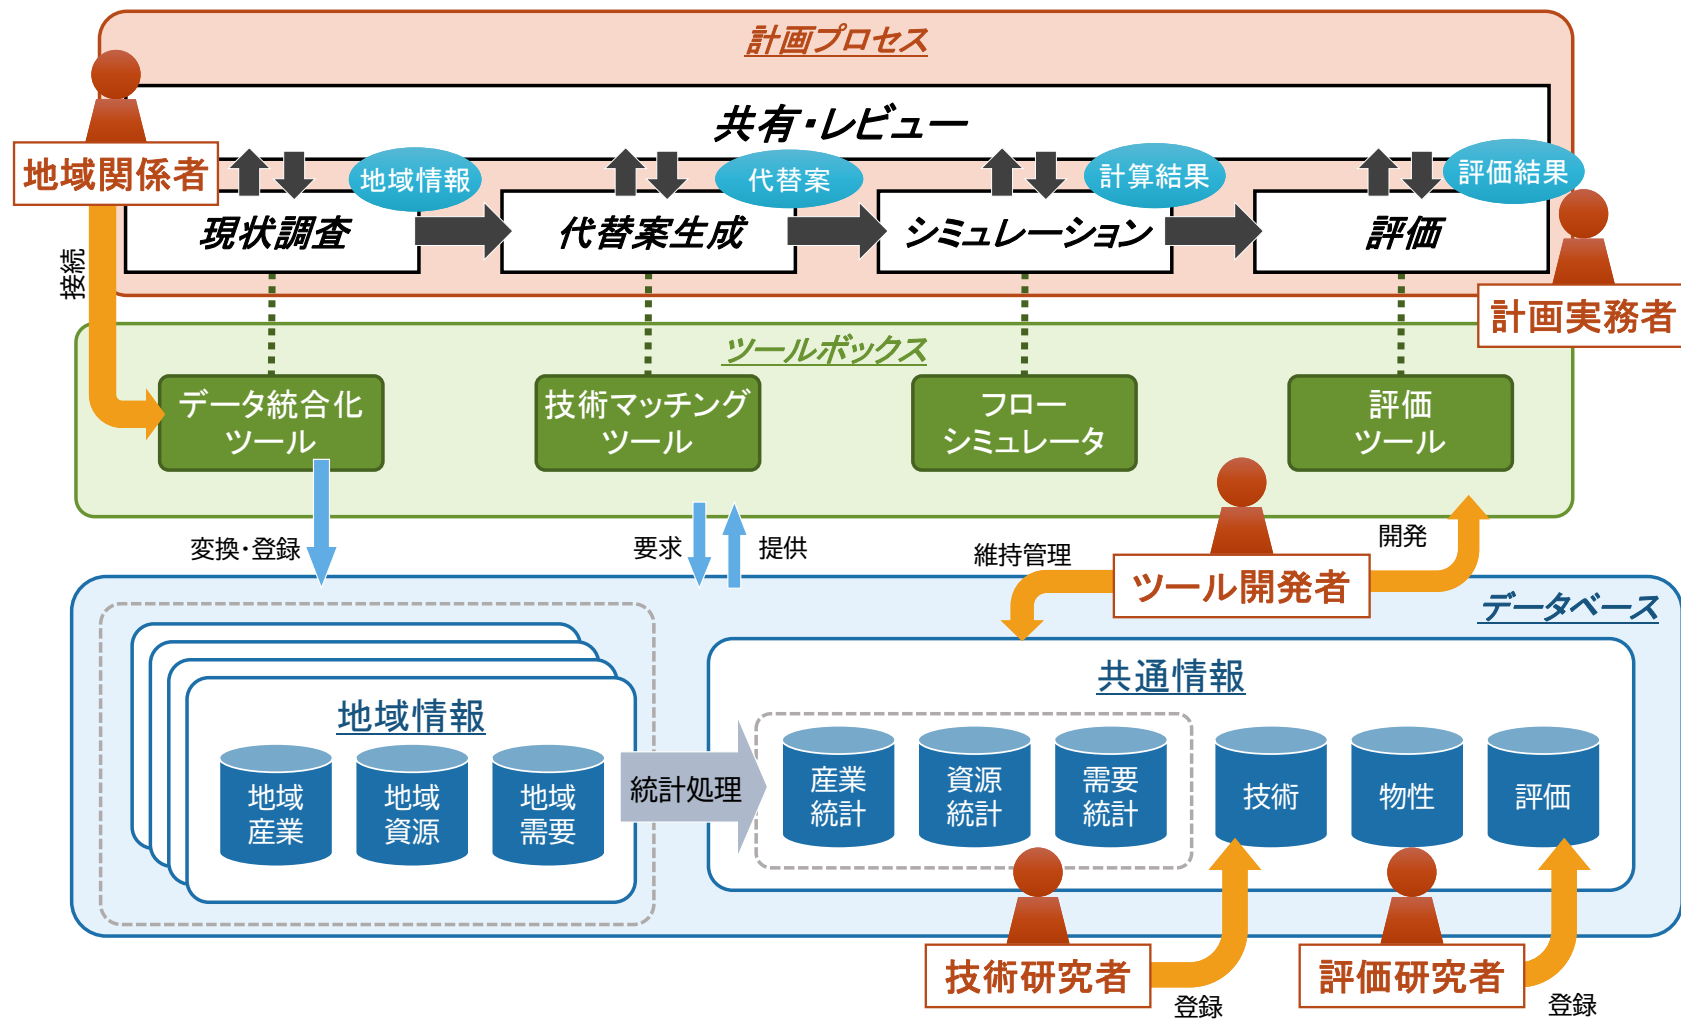 計画プロセス
共有・レビュー
地域関係者
地域情報
代替案
計算結果
評価結果
現状調査
代替案生成
シミュレーション
評価
接続
計画実務者
ツールボックス
データ統合化
ツール
技術マッチング
ツール
フロー
シミュレータ
評価
ツール
変換・登録
要求
提供
維持管理
開発
ツール開発者
データベース
地域情報
地域
産業
地域
資源
地域
需要
統計処理
共通情報
産業
統計
資源
統計
需要
統計
技術
物性
評価
技術研究者
登録
評価研究者
登録